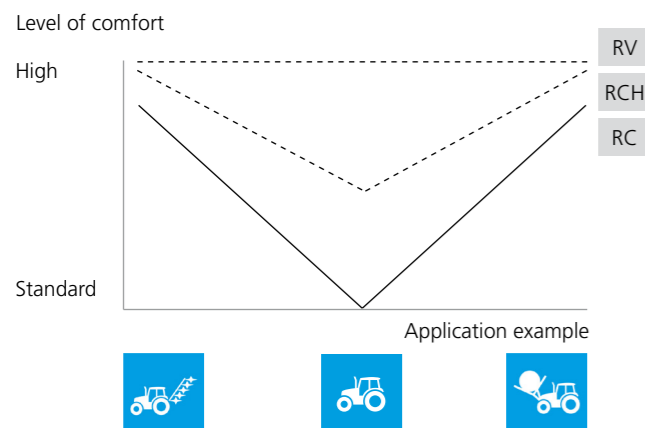 Level of comfort
High
RV
RCH
RC
Standard
Application example